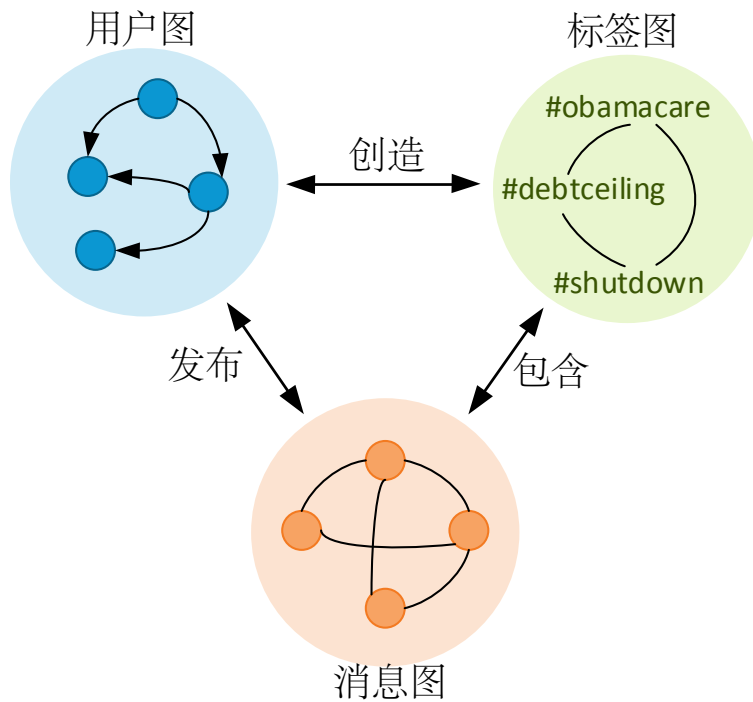 用户图
标签图
#obamacare
创造
#debtceiling
#shutdown
发布
包含
消息图